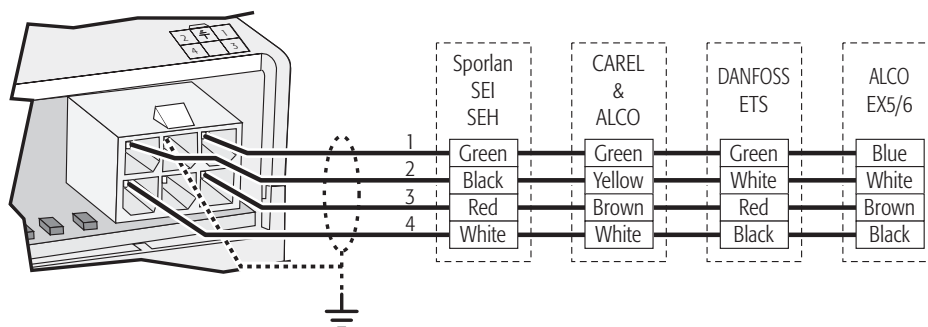 2 1
4 3
Sporlan
SEI
SEH
CAREL
&
ALCO
DANFOSS
ETS
ALCO
EX5/6
1 Green Green Green Blue
2 Black Yellow White White
3 Red Brown Red Brown
4 White White Black Black